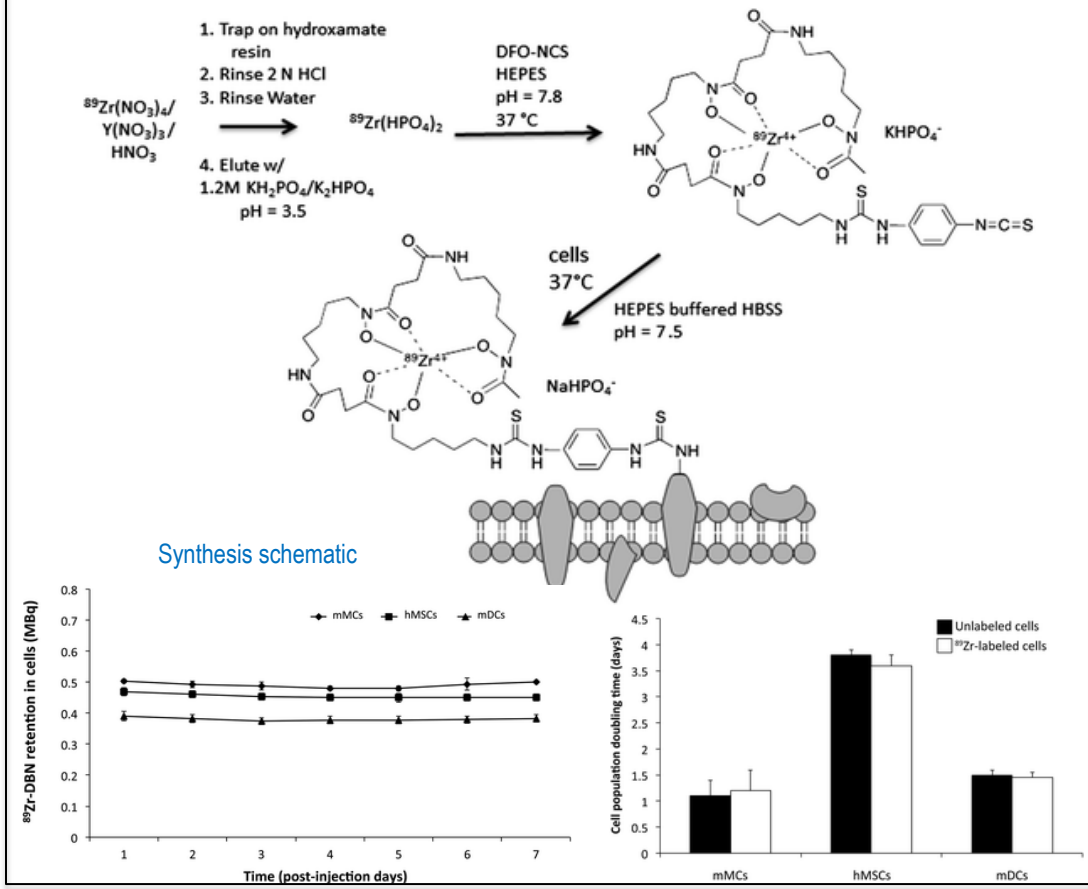 1. Trap on hydroxamate
resin
2. Rinse 2 N HCl
3. Rinse Water
4. Elute w/
1.2M KH₂PO₄/K₂HPO₄
pH = 3.5
⁸⁹Zr(NO₃)₄/
Y(NO₃)₃/
HNO₃
⁸⁹Zr(HPO₄)₂
DFO-NCS
HEPES
pH = 7.8
37 °C
O
NH
N
O
O
O
N
⁸⁹Zr⁴⁺
KHPO₄⁻
HN
O
O
O
O
N
S
N
H
N
H
N=C=S
cells
37°C
HEPES buffered HBSS
pH = 7.5
O
NH
N
O
O
O
N
⁸⁹Zr⁴⁺
NaHPO₄⁻
HN
O
O
O
O
N
S
N
H
N
H
N
H
S
NH
Synthesis schematic
⁸⁹Zr-DBN retention in cells (MBq)
0.8
0.7
0.6
0.5
0.4
0.3
0.2
0.1
0
mMCs hMSCs mDCs
1 2 3 4 5 6 7
Time (post-injection days)
Cell population doubling time (days)
4.5
4
3.5
3
2.5
2
1.5
1
0.5
0
Unlabeled cells
⁸⁹Zr-labeled cells
mMCs hMSCs mDCs